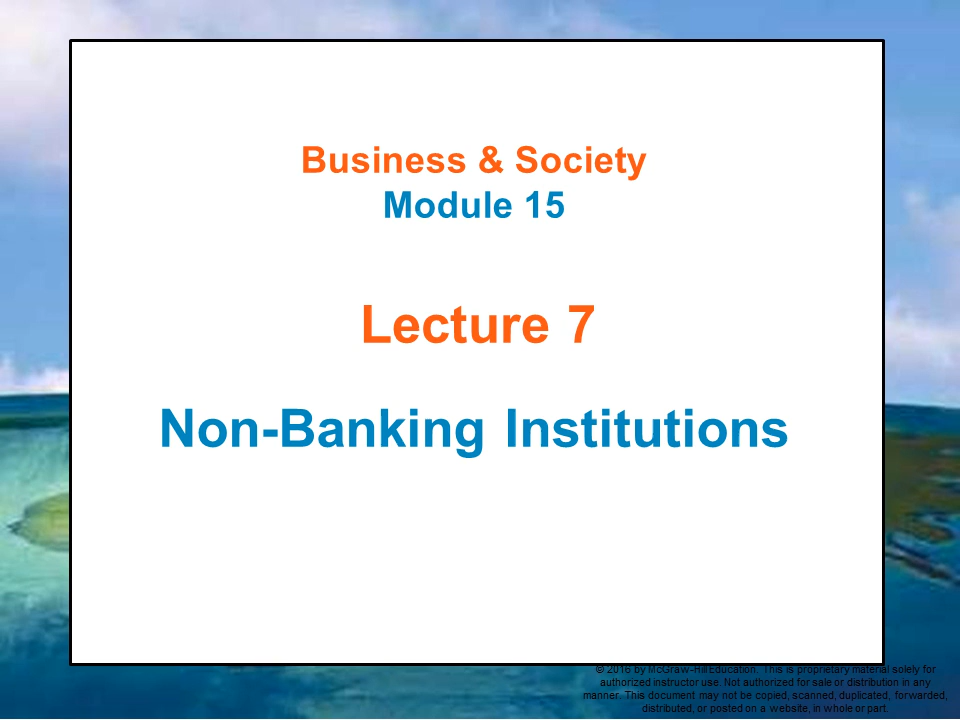 Business & Society
Module 15
Lecture 7
Non-Banking Institutions
© 2016 by McGraw-Hill Education. This is proprietary material solely for
authorized instructor use. Not authorized for sale or distribution in any
manner. This document may not be copied, scanned, duplicated, forwarded,
distributed, or posted on a website, in whole or part.